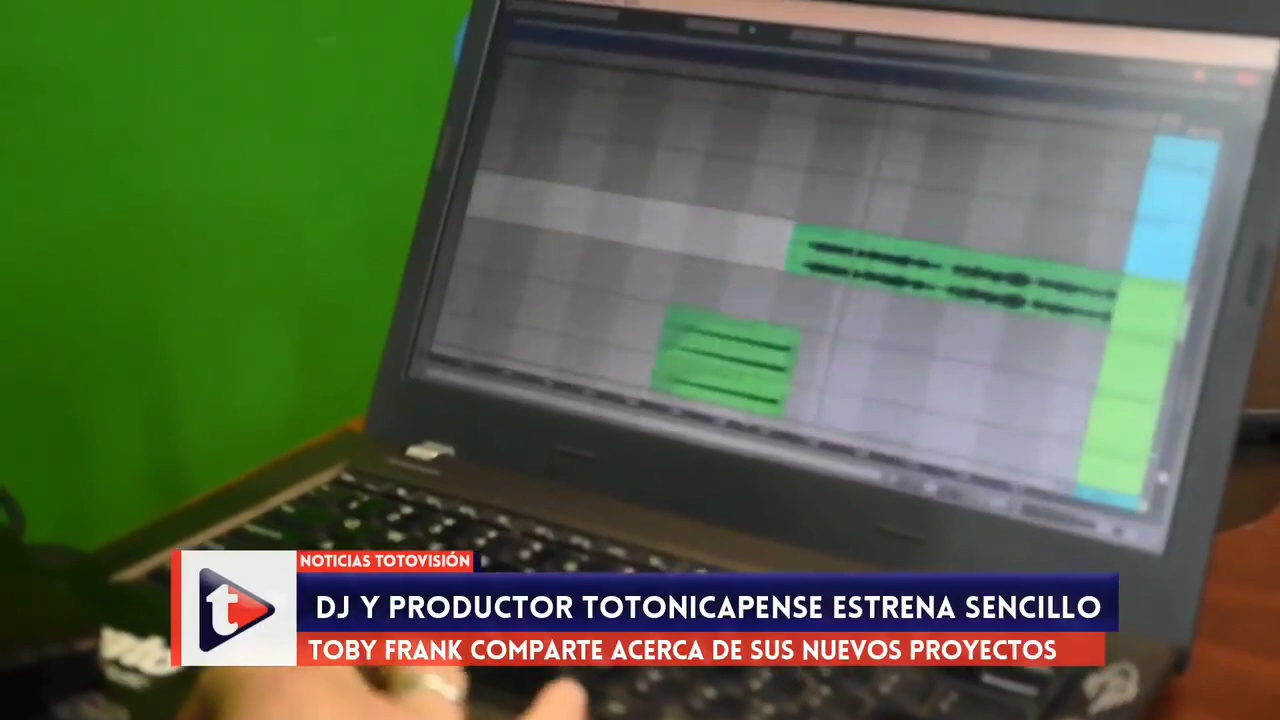 NOTICIAS TOTOVISIÓN
t
DJ Y PRODUCTOR TOTONICAPENSE ESTRENA SENCILLO
TOBY FRANK COMPARTE ACERCA DE SUS NUEVOS PROYECTOS